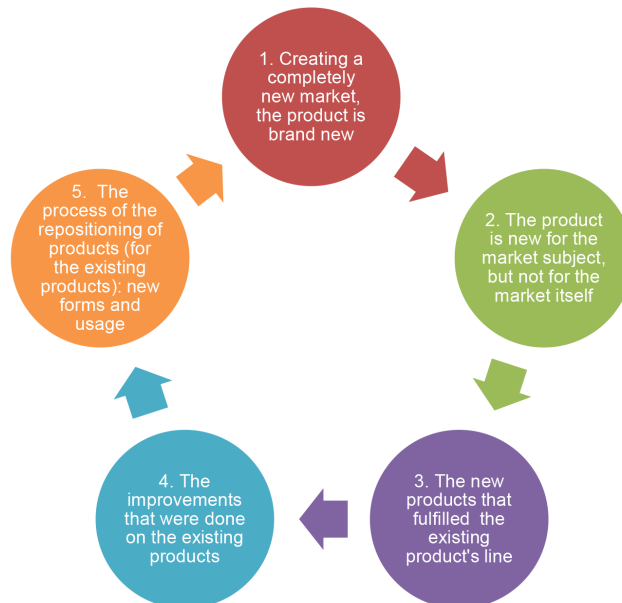 1. Creating a
completely
new market,
the product is
brand new
2. The product
is new for the
market subject,
but not for the
market itself
3. The new
products that
fulfilled the
existing
product's line
4. The
improvements
that were done
on the existing
products
5. The
process of the
repositioning of
products (for
the existing
products): new
forms and
usage